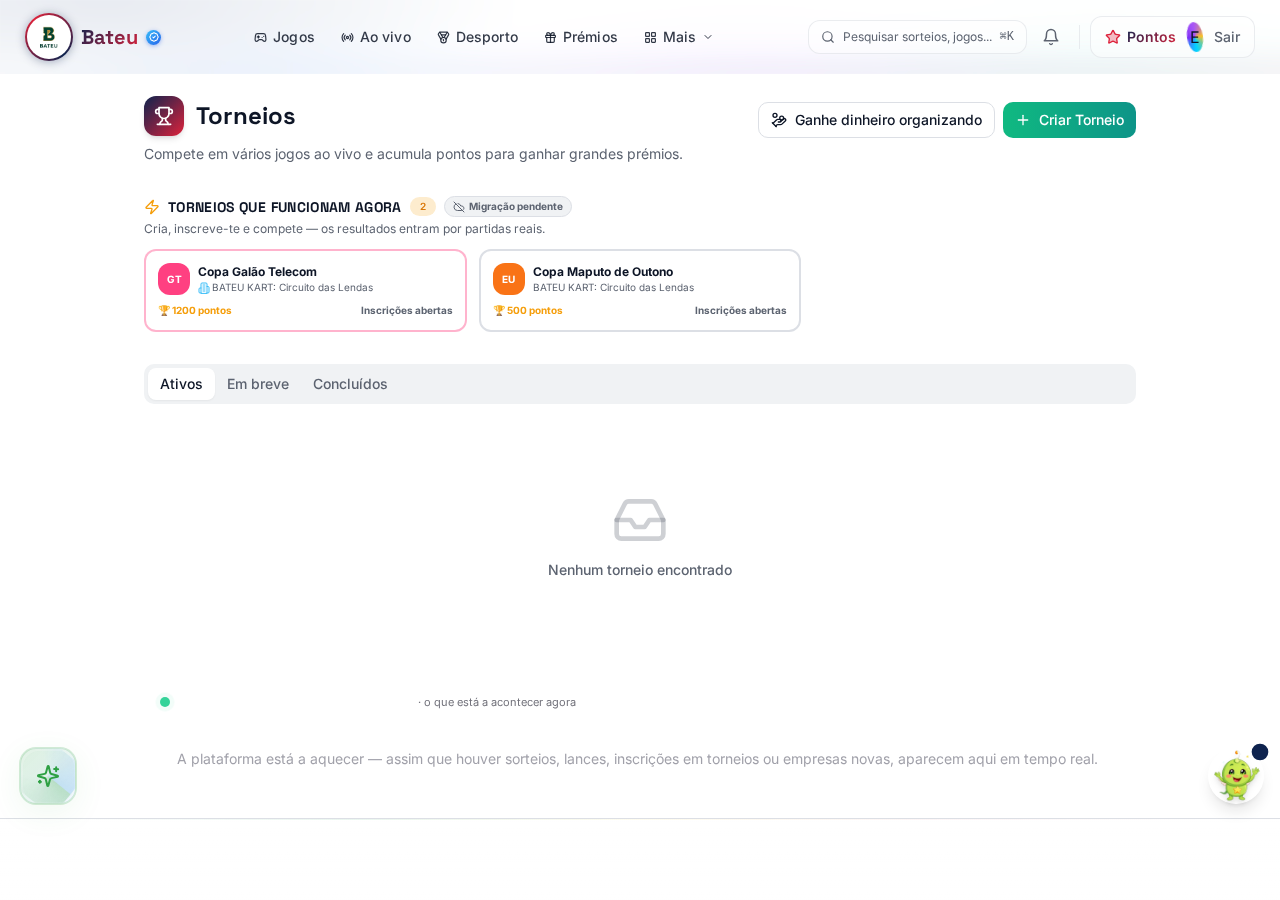 B
BATEU
Bateu
Jogos
Ao vivo
Desporto
Prémios
Mais
Pesquisar sorteios, jogos... ⌘K
Pontos
E
Sair
Torneios
Compete em vários jogos ao vivo e acumula pontos para ganhar grandes prémios.
Ganhe dinheiro organizando
Criar Torneio
TORNEIOS QUE FUNCIONAM AGORA 2 Migração pendente
Cria, inscreve-te e compete — os resultados entram por partidas reais.
GT
Copa Galão Telecom
BATEU KART: Circuito das Lendas
1200 pontos Inscrições abertas
EU
Copa Maputo de Outono
BATEU KART: Circuito das Lendas
500 pontos Inscrições abertas
Ativos Em breve Concluídos
Nenhum torneio encontrado
· o que está a acontecer agora
A plataforma está a aquecer — assim que houver sorteios, lances, inscrições em torneios ou empresas novas, aparecem aqui em tempo real.